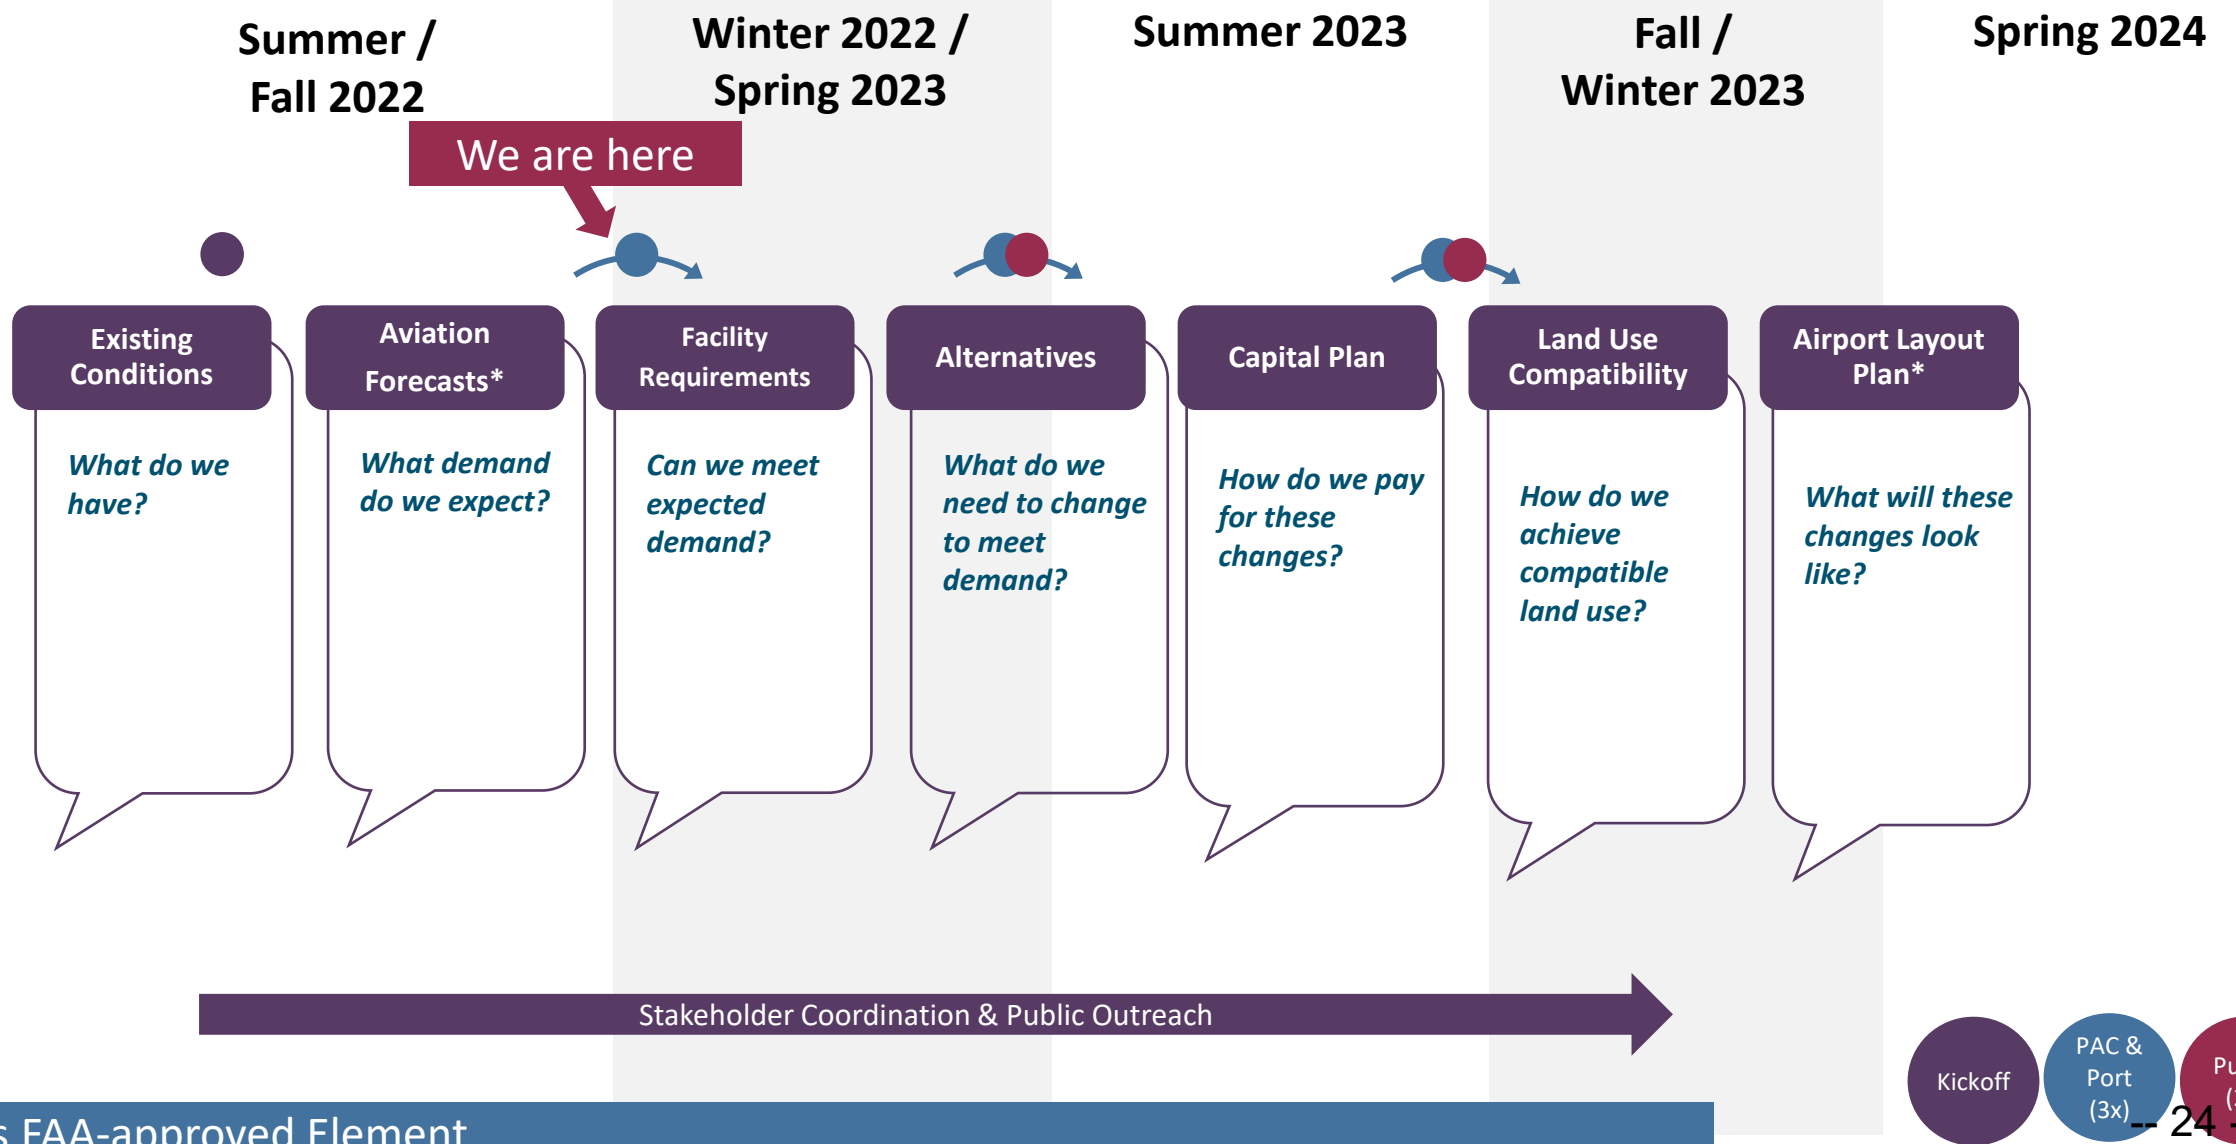 Summer /
Fall 2022
Winter 2022 /
Spring 2023
Summer 2023
Fall /
Winter 2023
Spring 2024
We are here
Existing
Conditions
What do we
have?
Aviation
Forecasts*
What demand
do we expect?
Facility
Requirements
Can we meet
expected
demand?
Alternatives
What do we
need to change
to meet
demand?
Capital Plan
How do we pay
for these
changes?
Land Use
Compatibility
How do we
achieve
compatible
land use?
Airport Layout
Plan*
What will these
changes look
like?
Stakeholder Coordination & Public Outreach
Kickoff
PAC &
Port
(3x)
-- 24 -
FAA-approved Element